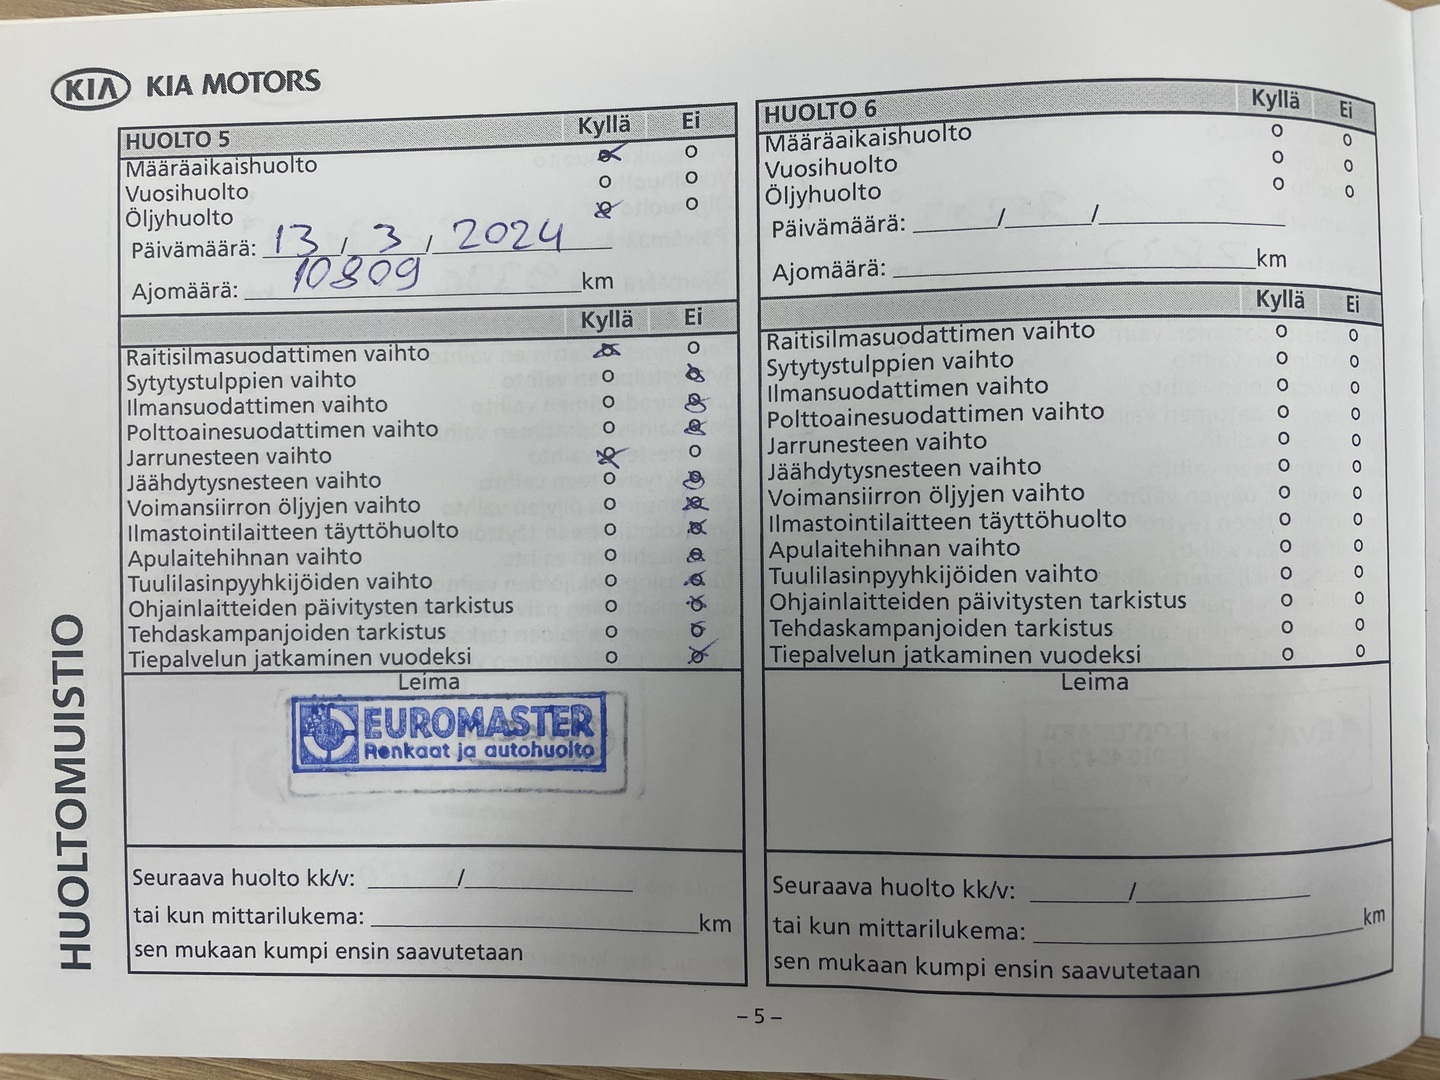 KIA KIA MOTORS
HUOLTOMUISTIO
HUOLTO 5 Kyllä Ei
Määräaikaishuolto
Vuosihuolto
Öljyhuolto
Päivämäärä: 13 / 3 / 2024
Ajomäärä: 10809 km
Kyllä Ei
Raitisilmasuodattimen vaihto
Sytytystulppien vaihto
Ilmansuodattimen vaihto
Polttoainesuodattimen vaihto
Jarrunesteen vaihto
Jäähdytysnesteen vaihto
Voimansiirron öljyjen vaihto
Ilmastointilaitteen täyttöhuolto
Apulaitehihnan vaihto
Tuulilasinpyyhkijöiden vaihto
Ohjainlaitteiden päivitysten tarkistus
Tehdaskampanjoiden tarkistus
Tiepalvelun jatkaminen vuodeksi
Leima
EUROMASTER
Renkaat ja autohuolto
Seuraava huolto kk/v: /
tai kun mittarilukema: km
sen mukaan kumpi ensin saavutetaan
HUOLTO 6 Kyllä Ei
Määräaikaishuolto
Vuosihuolto
Öljyhuolto
Päivämäärä: / /
Ajomäärä: km
Kyllä Ei
Raitisilmasuodattimen vaihto
Sytytystulppien vaihto
Ilmansuodattimen vaihto
Polttoainesuodattimen vaihto
Jarrunesteen vaihto
Jäähdytysnesteen vaihto
Voimansiirron öljyjen vaihto
Ilmastointilaitteen täyttöhuolto
Apulaitehihnan vaihto
Tuulilasinpyyhkijöiden vaihto
Ohjainlaitteiden päivitysten tarkistus
Tehdaskampanjoiden tarkistus
Tiepalvelun jatkaminen vuodeksi
Leima
Seuraava huolto kk/v: /
tai kun mittarilukema: km
sen mukaan kumpi ensin saavutetaan
– 5 –